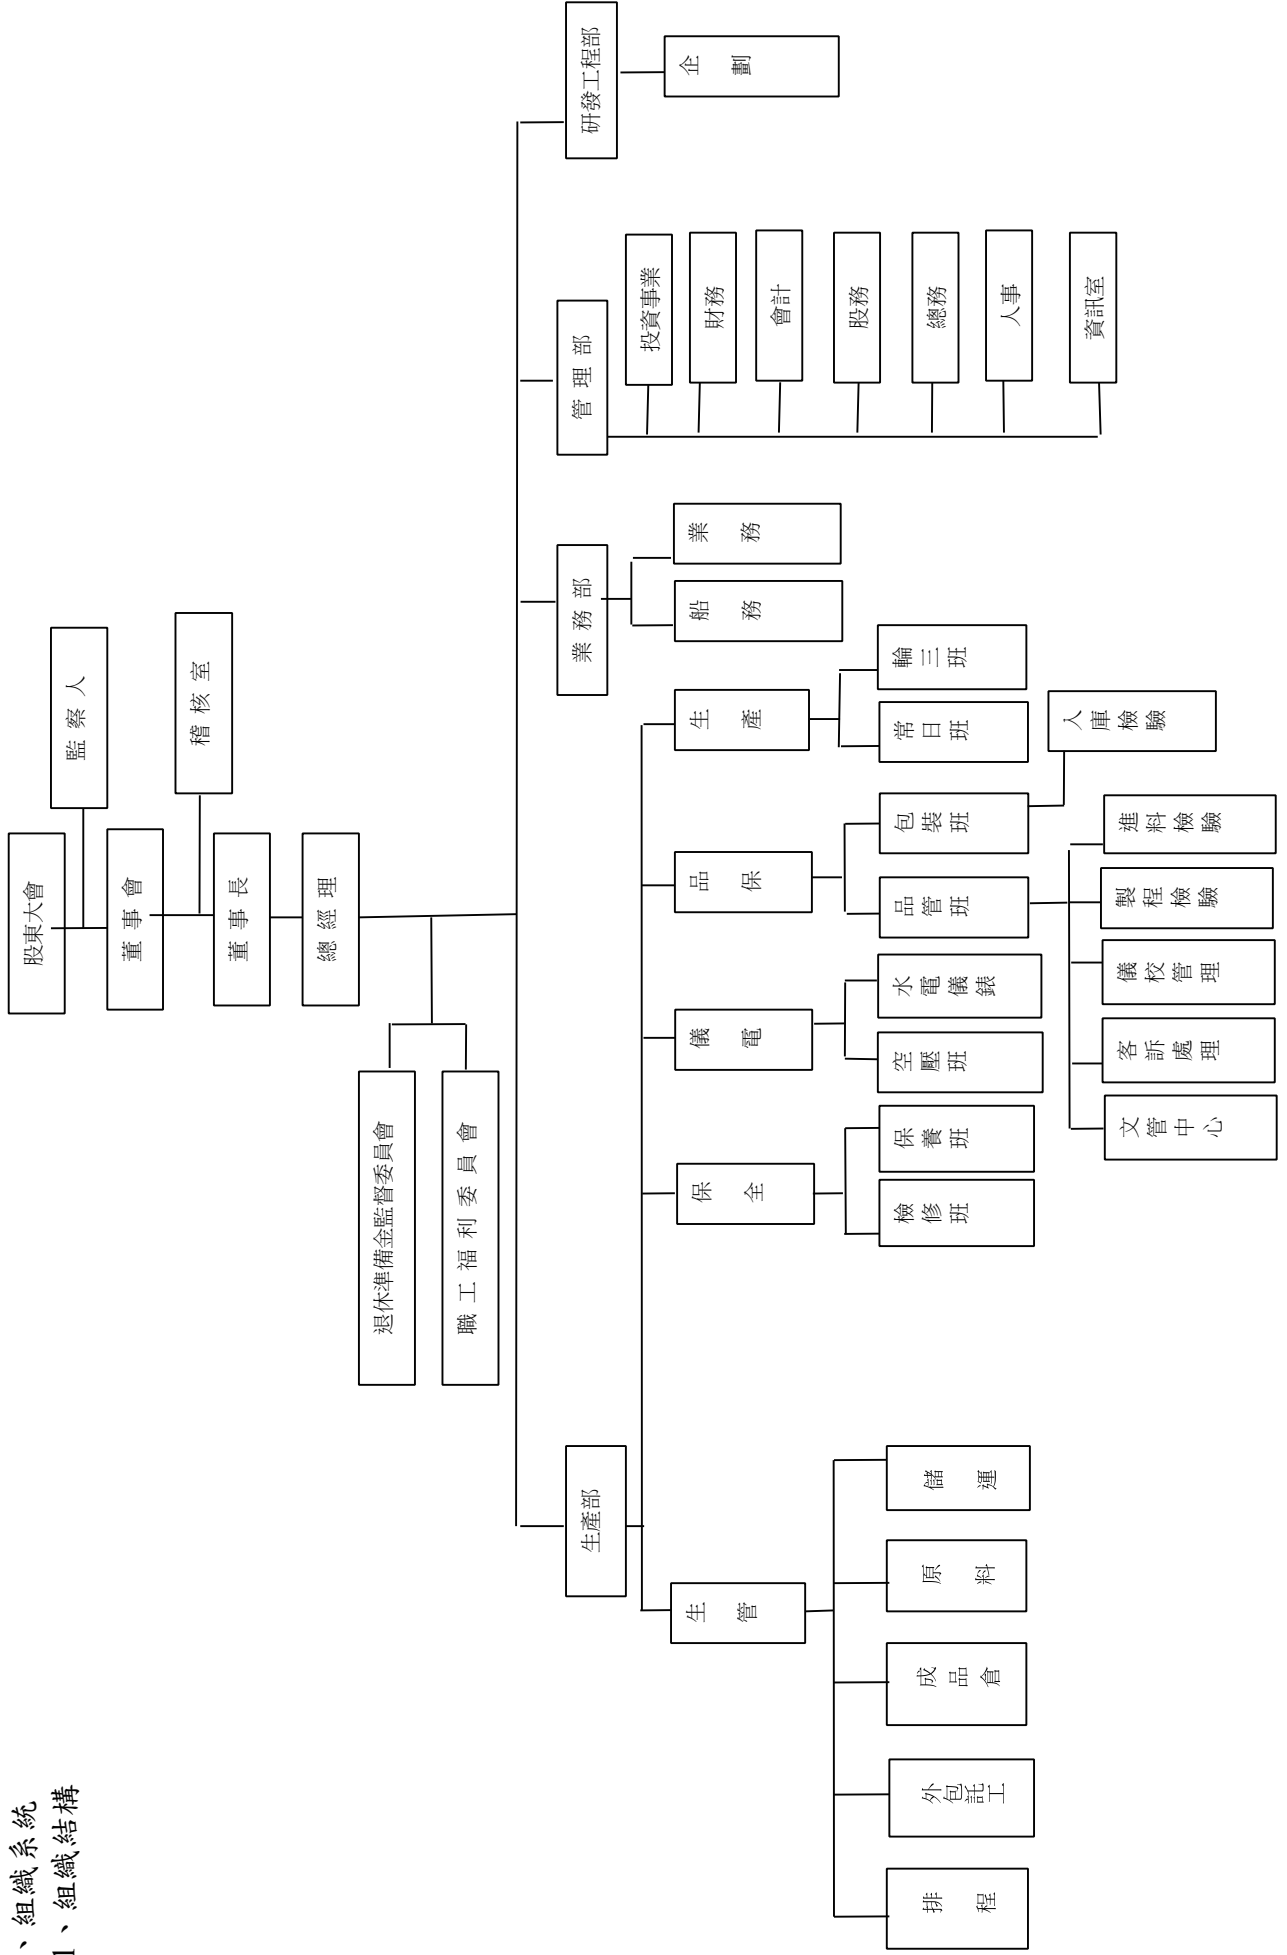 、組織系統
1、組織結構
股東大會
監察人
董事會
稽核室
董事長
總經理
退休準備金監督委員會
職工福利委員會
生產部
業務部
管理部
研發工程部
生管
保全
儀電
品保
生產
船務
業務
投資事業
財務
會計
股務
總務
人事
資訊室
企劃
排程
外包託工
成品倉
原料
儲運
檢修班
保養班
空壓班
水電儀錶
品管班
包裝班
常日班
輪三班
文管中心
客訴處理
儀校管理
製程檢驗
進料檢驗
入庫檢驗